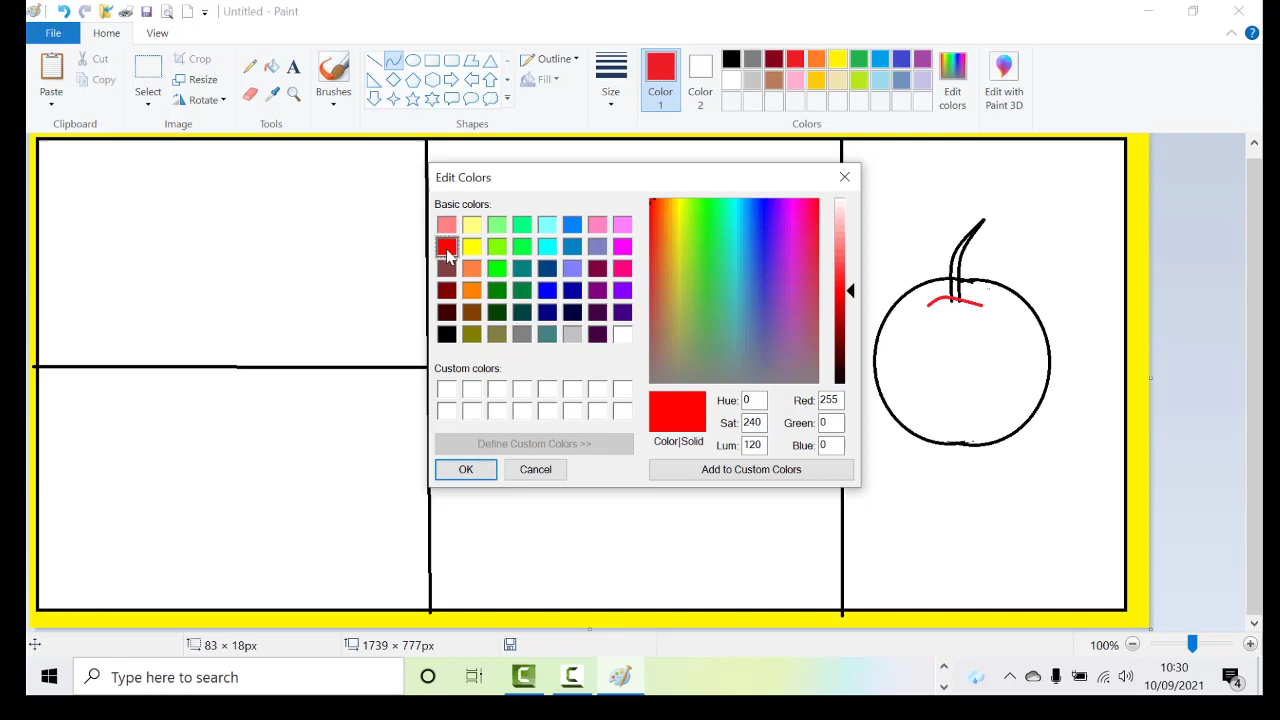 Untitled - Paint
File Home View
Paste
Cut
Copy
Clipboard
Select
Crop
Resize
Rotate
Image
A
Tools
Brushes
Shapes
Outline
Fill
Size
Color 1
Color 2
Colors
Edit colors
Edit with Paint 3D
Edit Colors
Basic colors:
Custom colors:
Define Custom Colors >>
OK
Cancel
Hue: 0
Sat: 240
Lum: 120
Red: 255
Green: 0
Blue: 0
Color|Solid
Add to Custom Colors
83 × 18px
1739 × 777px
100%
Type here to search
10:30
10/09/2021
4